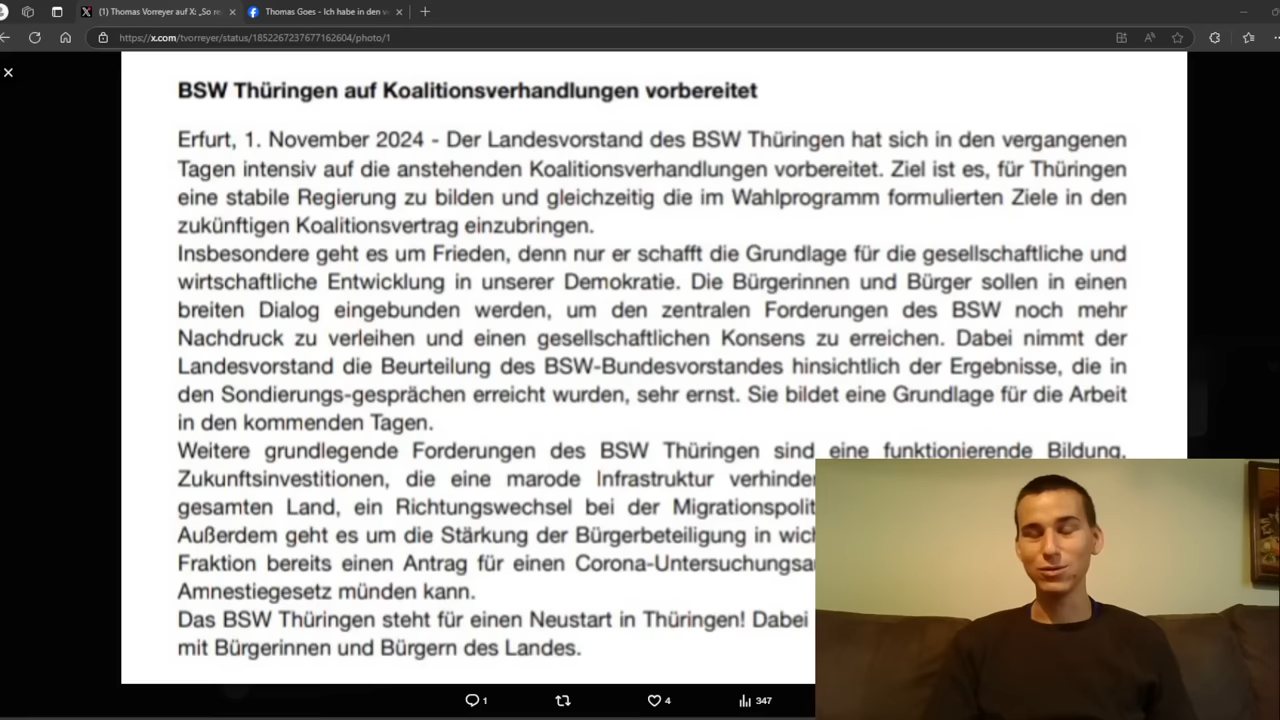 (1) Thomas Vorreyer auf X: „So re
Thomas Goes - Ich habe in den v
https://x.com/tvorreyer/status/1852267237677162604/photo/1
BSW Thüringen auf Koalitionsverhandlungen vorbereitet
Erfurt, 1. November 2024 - Der Landesvorstand des BSW Thüringen hat sich in den vergangenen
Tagen intensiv auf die anstehenden Koalitionsverhandlungen vorbereitet. Ziel ist es, für Thüringen
eine stabile Regierung zu bilden und gleichzeitig die im Wahlprogramm formulierten Ziele in den
zukünftigen Koalitionsvertrag einzubringen.
Insbesondere geht es um Frieden, denn nur er schafft die Grundlage für die gesellschaftliche und
wirtschaftliche Entwicklung in unserer Demokratie. Die Bürgerinnen und Bürger sollen in einen
breiten Dialog eingebunden werden, um den zentralen Forderungen des BSW noch mehr
Nachdruck zu verleihen und einen gesellschaftlichen Konsens zu erreichen. Dabei nimmt der
Landesvorstand die Beurteilung des BSW-Bundesvorstandes hinsichtlich der Ergebnisse, die in
den Sondierungs-gesprächen erreicht wurden, sehr ernst. Sie bildet eine Grundlage für die Arbeit
in den kommenden Tagen.
Weitere grundlegende Forderungen des BSW Thüringen sind eine funktionierende Bildung,
Zukunftsinvestitionen, die eine marode Infrastruktur verhinder
gesamten Land, ein Richtungswechsel bei der Migrationspolit
Außerdem geht es um die Stärkung der Bürgerbeteiligung in wich
Fraktion bereits einen Antrag für einen Corona-Untersuchungsa
Amnestiegesetz münden kann.
Das BSW Thüringen steht für einen Neustart in Thüringen! Dabei
mit Bürgerinnen und Bürgern des Landes.
1 4 347